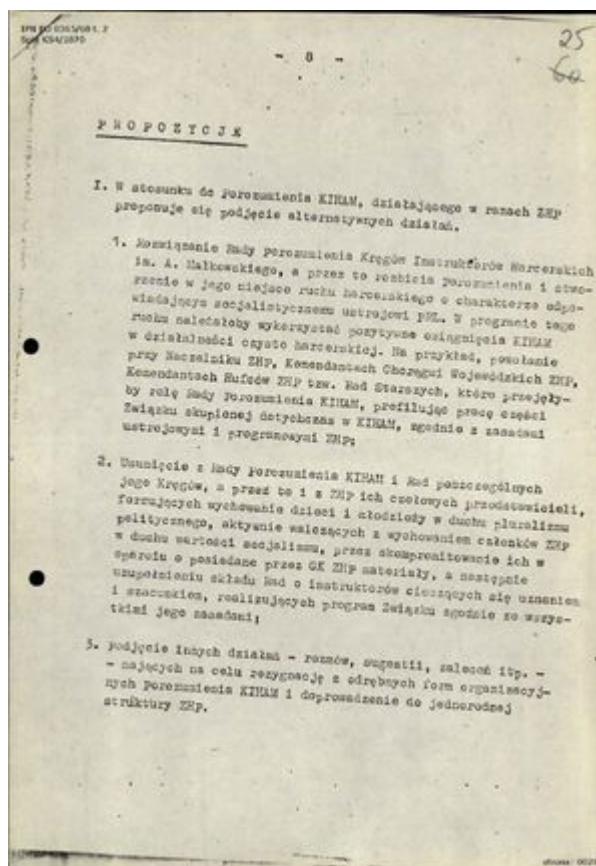 25
- 8 -
60
PROPOZYCJE
I. W stosunku do Porozumienia KIHAM, działającego w ramach ZHP
proponuje się podjęcie alternatywnych działań.
1. Rozwiązanie Rady Porozumienia Kręgów Instruktorów Harcerskich
im. A. Małkowskiego, a przez to rozbicia porozumienia i stwo-
rzenie w jego miejsce ruchu harcerskiego o charakterze odpo-
wiadającym socjalistycznemu ustrojowi PRL. W programie tego
ruchu należałoby wykorzystać pozytywne osiągnięcia KIHAM
w działalności czysto harcerskiej. Na przykład, powołanie
przy Naczelniku ZHP, Komendantach Chorągwi Wojewódzkich ZHP,
Komendantach Hufców ZHP tzw. Rad Starszych, które przejęły-
by rolę Rady Porozumienia KIHAM, profilując pracę części
Związku skupionej dotychczas w KIHAM, zgodnie z zasadami
ustrojowymi i programowymi ZHP;
2. Usunięcie z Rady Porozumienia KIHAM i Rad poszczególnych
jego Kręgów, a przez to i z ZHP ich czołowych przedstawicieli,
forsujących wychowanie dzieci i młodzieży w duchu pluralizmu
politycznego, aktywnie walczących z wychowaniem członków ZHP
w duchu wartości socjalizmu, przez skompromitowanie ich w
oparciu o posiadane przez GK ZHP materiały, a następnie
uzupełnieniu składu Rad o instruktorów cieszących się uznaniem
i szacunkiem, realizujących program Związku zgodnie ze wszys-
tkimi jego zasadami;
3. Podjęcie innych działań - rozmów, sugestii, zaleceń itp. -
- mających na celu rezygnację z odrębnych form organizacyj-
nych Porozumienia KIHAM i doprowadzenie do jednorodnej
struktury ZHP.